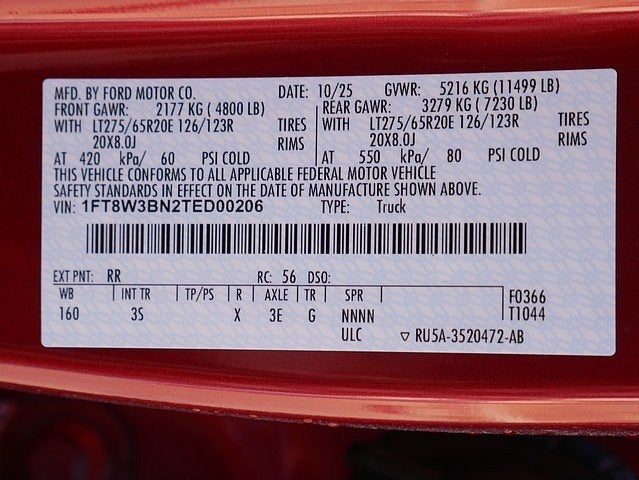 MFD. BY FORD MOTOR CO. DATE: 10/25 GVWR: 5216 KG (11499 LB)
FRONT GAWR: 2177 KG (4800 LB) REAR GAWR: 3279 KG (7230 LB)
WITH LT275/65R20E 126/123R TIRES WITH LT275/65R20E 126/123R TIRES
20X8.0J RIMS 20X8.0J RIMS
AT 420 kPa/ 60 PSI COLD AT 550 kPa/ 80 PSI COLD
THIS VEHICLE CONFORMS TO ALL APPLICABLE FEDERAL MOTOR VEHICLE
SAFETY STANDARDS IN EFFECT ON THE DATE OF MANUFACTURE SHOWN ABOVE.
VIN: 1FT8W3BN2TED00206 TYPE: Truck
EXT PNT: RR RC: 56 DSO:
WB INT TR TP/PS R AXLE TR SPR F0366
160 3S X 3E G NNNN T1044
ULC ▽ RU5A-3520472-AB